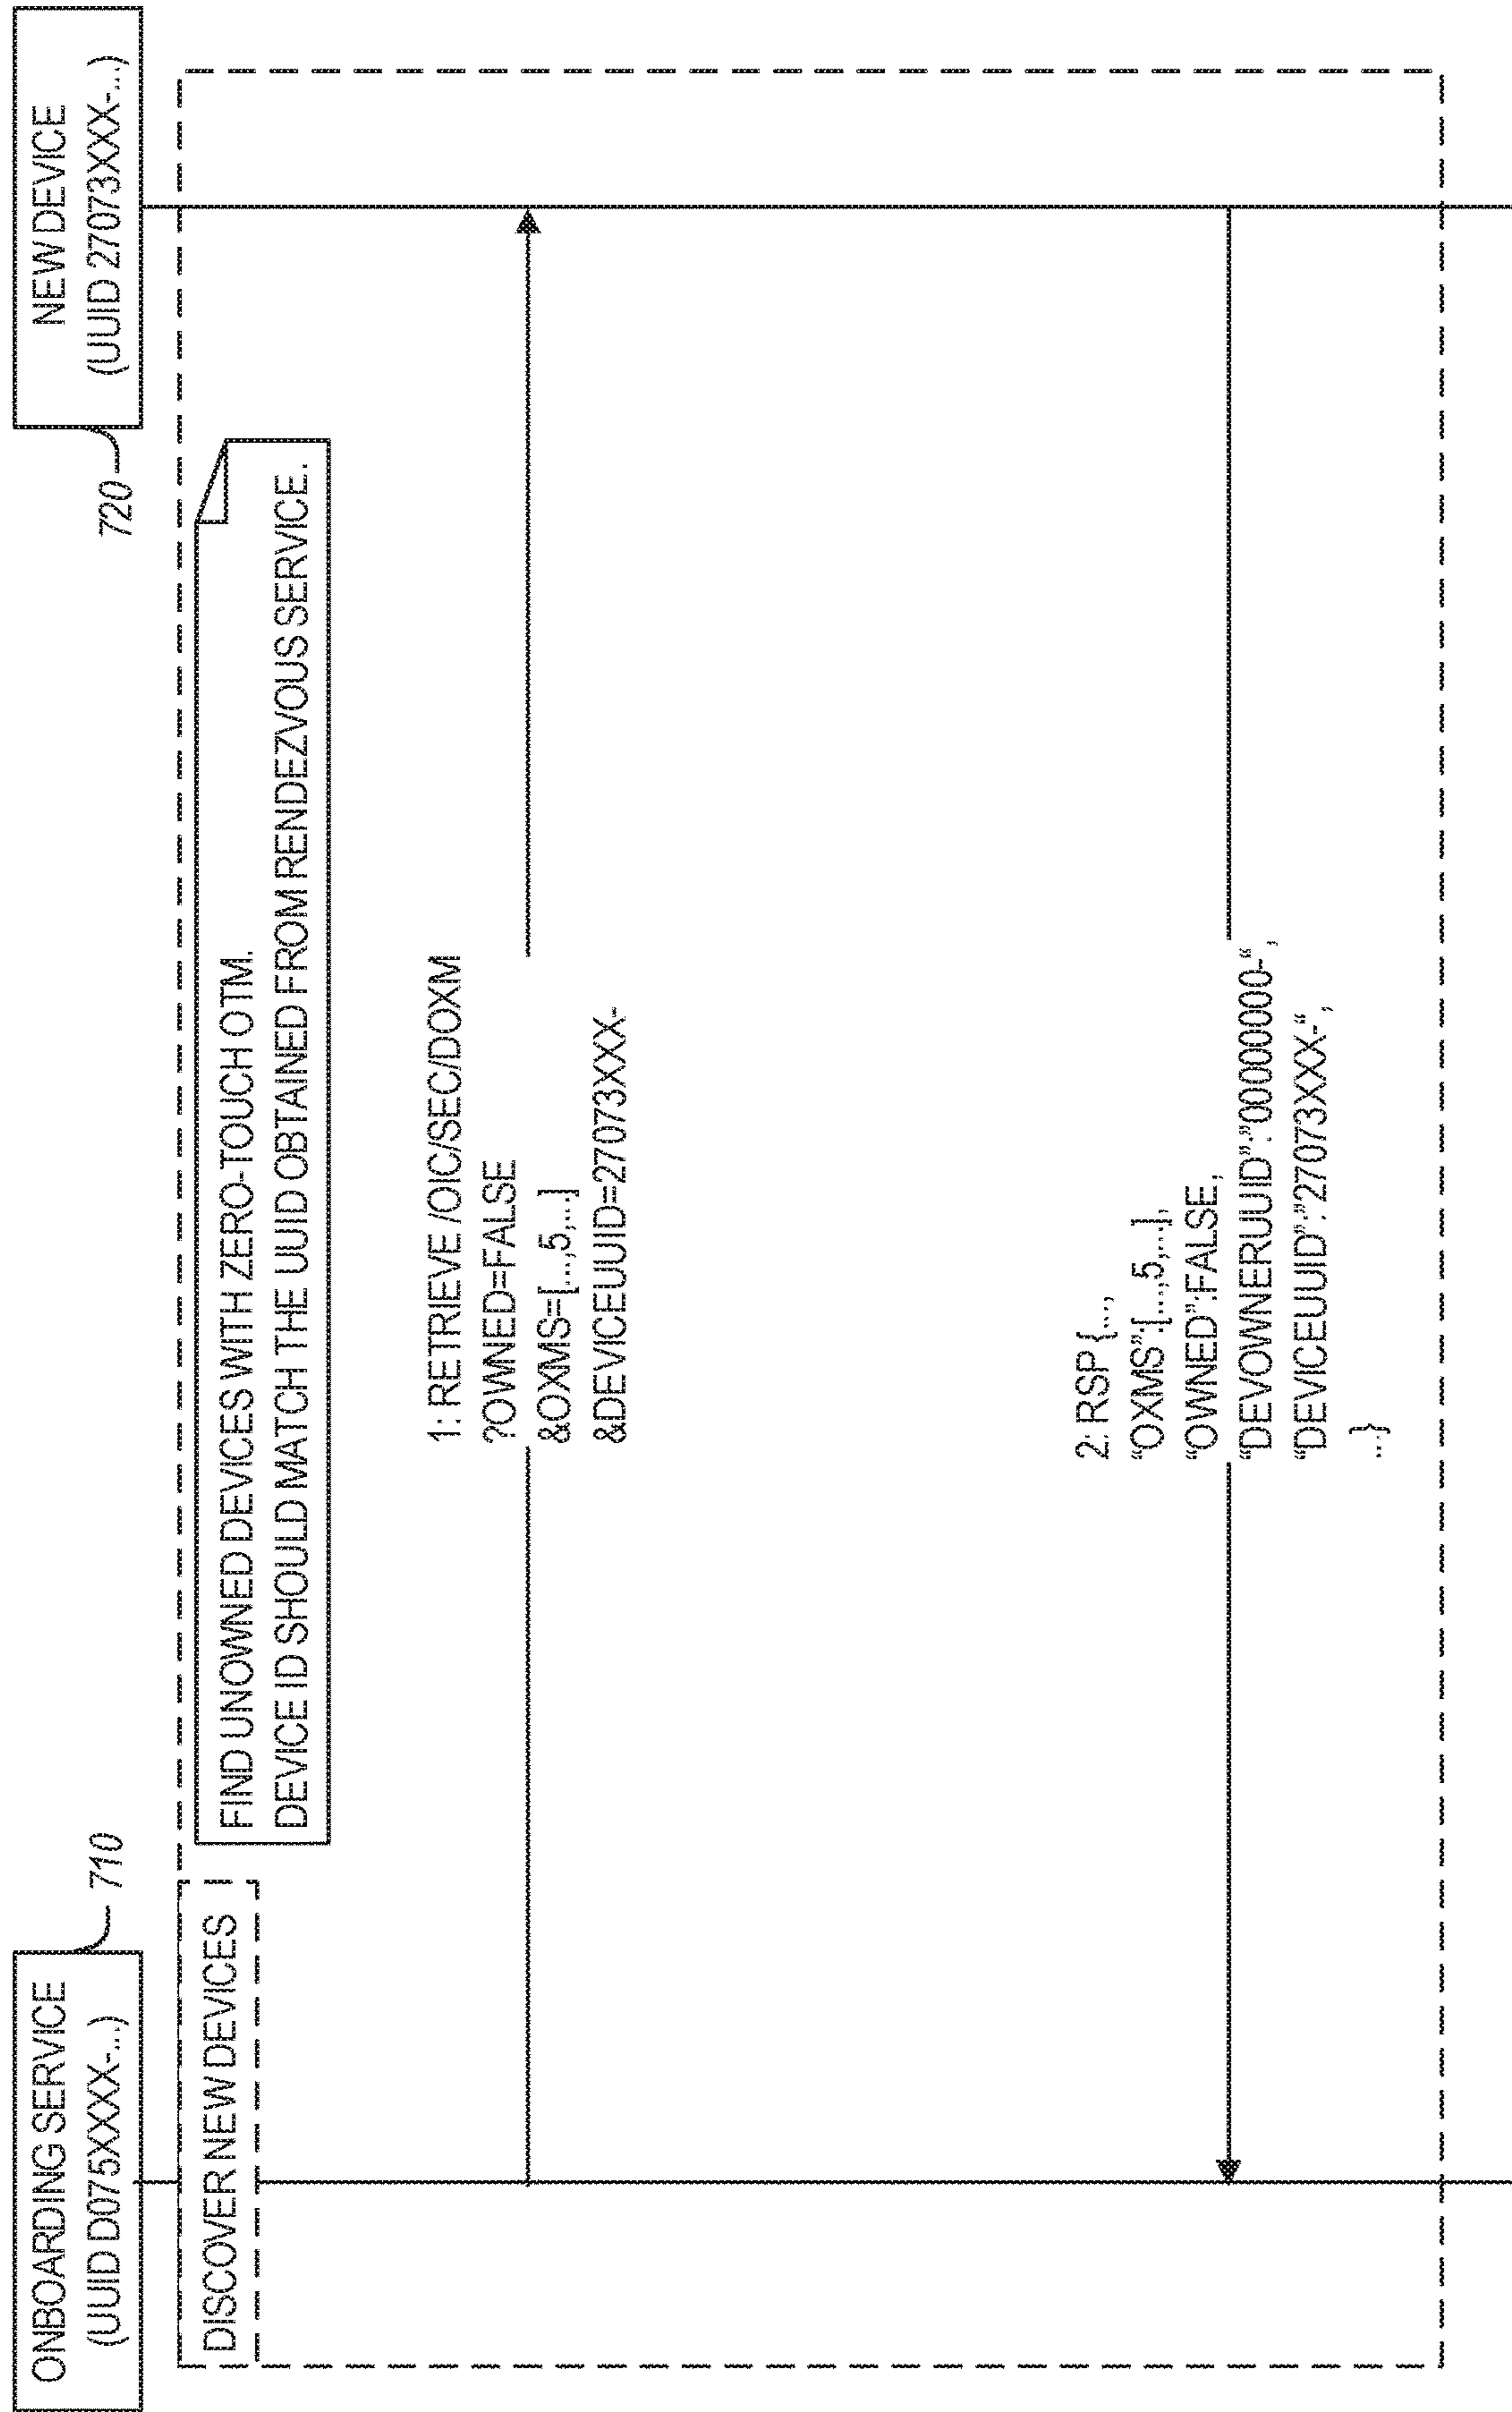 ONBOARDING SERVICE
(UUID D075XXX-...)
710
NEW DEVICE
(UUID 27073XXX-...)
720
DISCOVER NEW DEVICES
FIND UNOWNED DEVICES WITH ZERO-TOUCH OTM.
DEVICE ID SHOULD MATCH THE UUID OBTAINED FROM RENDEZVOUS SERVICE.
1: RETRIEVE /OIC/SEC/DOXM
?OWNED=FALSE
&OXMS=[...,5,...]
&DEVICEUUID=27073XXX-
2: RSP {...,
“OXMS”:[...,5,...],
“OWNED”:FALSE,
“DEVOWNERUUID”:”00000000-“,
“DEVICEUUID”:”27073XXX-“,
...}